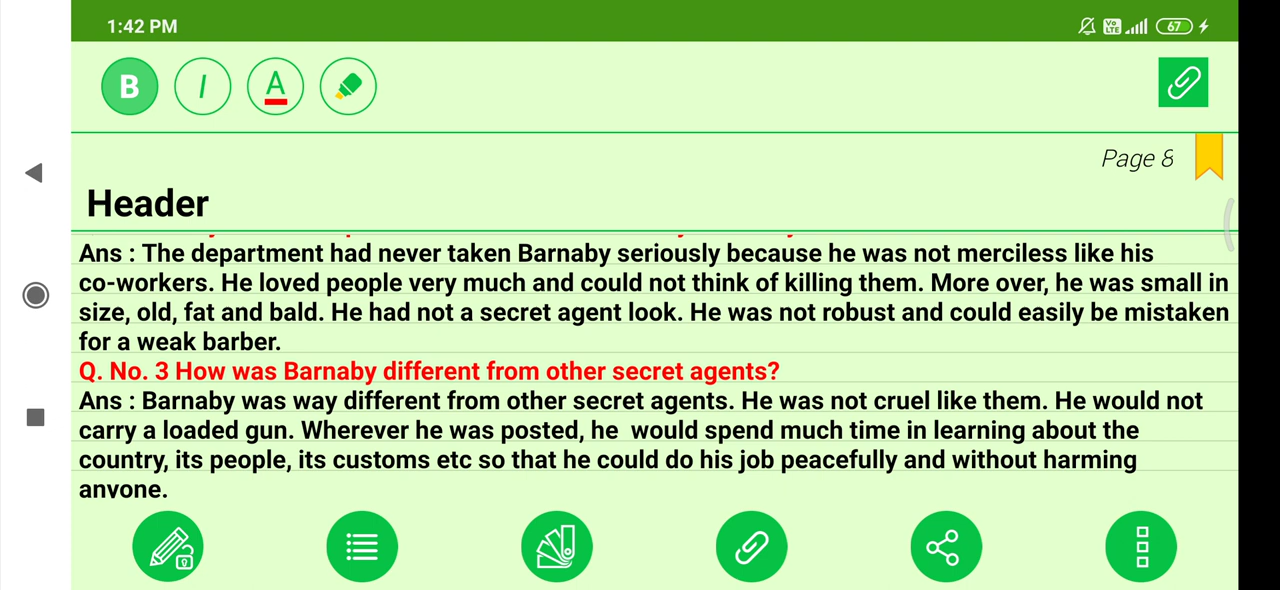 1:42 PM
Vo LTE
67
B I A
Page 8
Header
Ans : The department had never taken Barnaby seriously because he was not merciless like his
co-workers. He loved people very much and could not think of killing them. More over, he was small in
size, old, fat and bald. He had not a secret agent look. He was not robust and could easily be mistaken
for a weak barber.
Q. No. 3 How was Barnaby different from other secret agents?
Ans : Barnaby was way different from other secret agents. He was not cruel like them. He would not
carry a loaded gun. Wherever he was posted, he  would spend much time in learning about the
country, its people, its customs etc so that he could do his job peacefully and without harming
anyone.